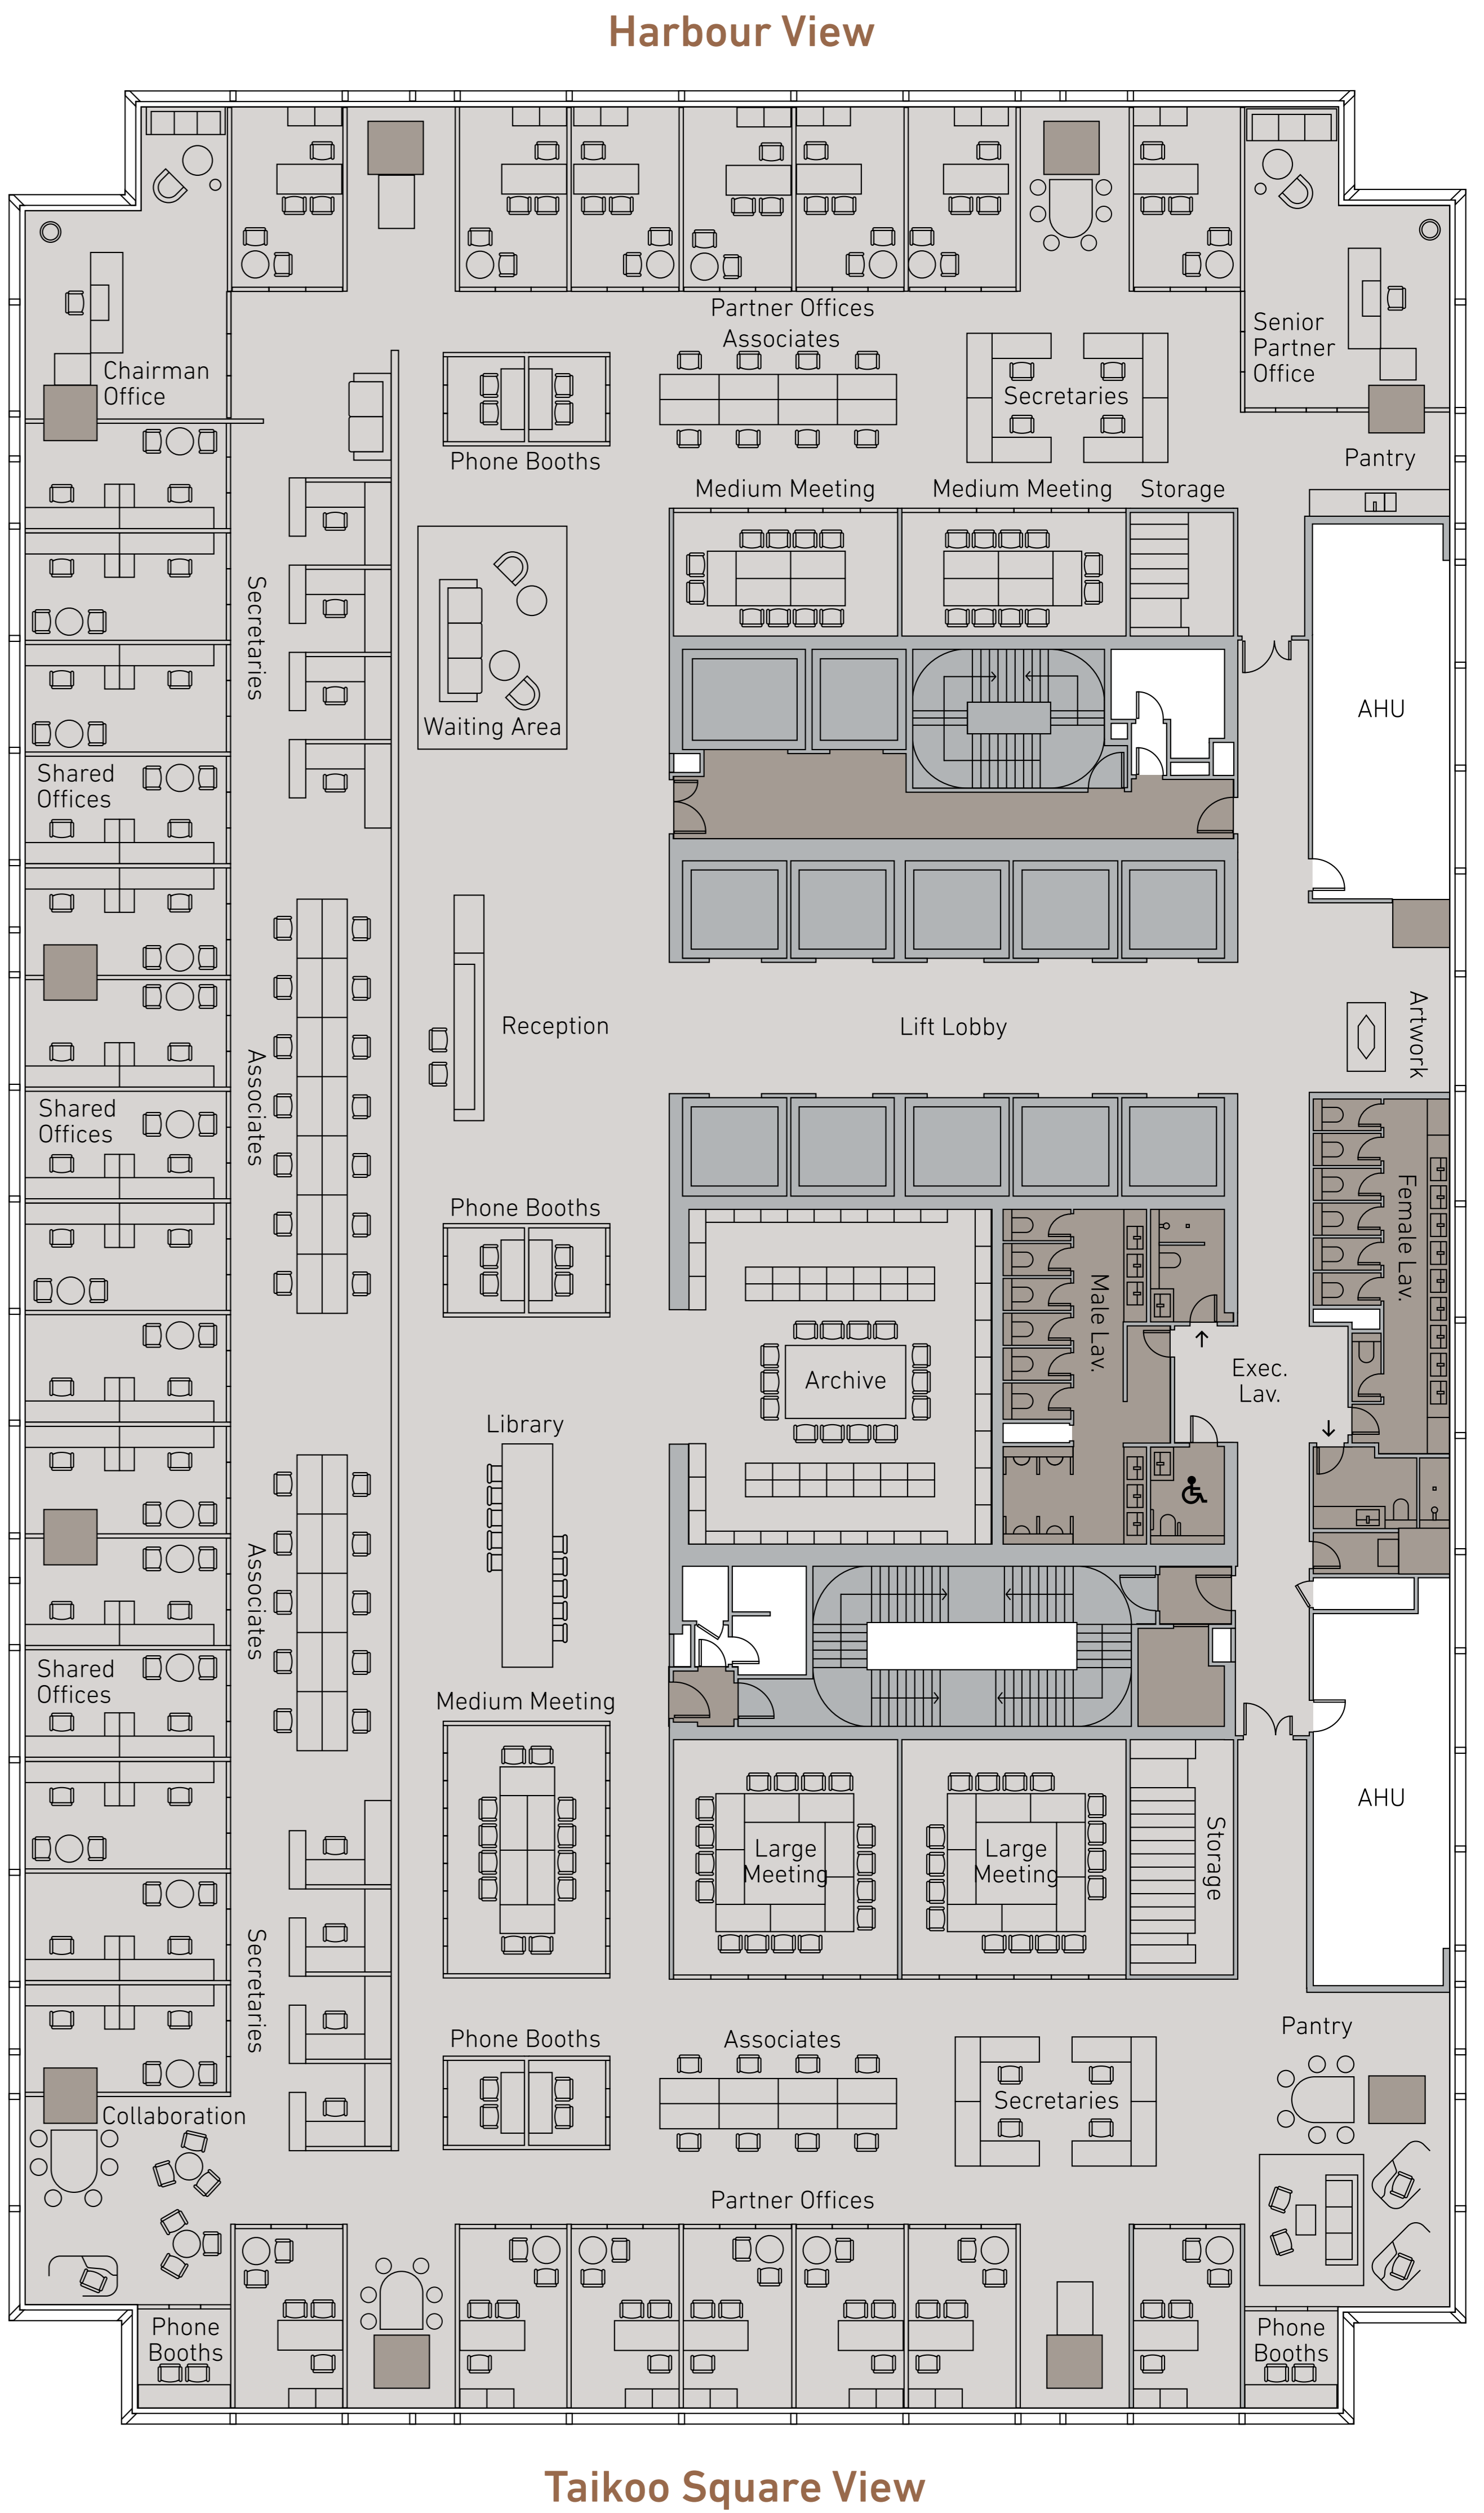 Harbour View
Partner Offices
Associates
Senior
Partner
Office
Chairman
Office
Secretaries
Phone Booths
Pantry
Medium Meeting
Medium Meeting
Storage
Secretaries
Waiting Area
AHU
Shared
Offices
Artwork
Reception
Lift Lobby
Associates
Shared
Offices
Phone Booths
Female Lav.
Male Lav.
Exec.
Lav.
Archive
Library
Associates
Shared
Offices
Medium Meeting
AHU
Large
Meeting
Large
Meeting
Storage
Secretaries
Pantry
Phone Booths
Associates
Secretaries
Collaboration
Partner Offices
Phone
Booths
Phone
Booths
Taikoo Square View